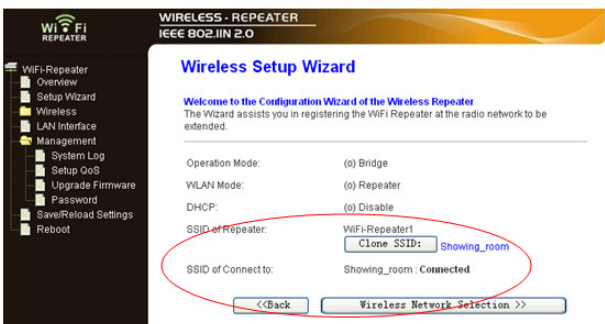 Wi Fi
REPEATER
WIRELESS - REPEATER
IEEE 802.IIN 2.0
WiFi-Repeater
Overview
Setup Wizard
Wireless
LAN Interface
Management
System Log
Setup QoS
Upgrade Firmware
Password
Save/Reload Settings
Reboot
Wireless Setup Wizard
Welcome to the Configuration Wizard of the Wireless Repeater
The Wizard assists you in registering the WiFi Repeater at the radio network to be
extended.
Operation Mode: (o) Bridge
WLAN Mode: (o) Repeater
DHCP: (o) Disable
SSID of Repeater: WiFi-Repeater1
Clone SSID: Showing_room
SSID of Connect to: Showing_room : Connected
<<Back Wireless Network Selection >>